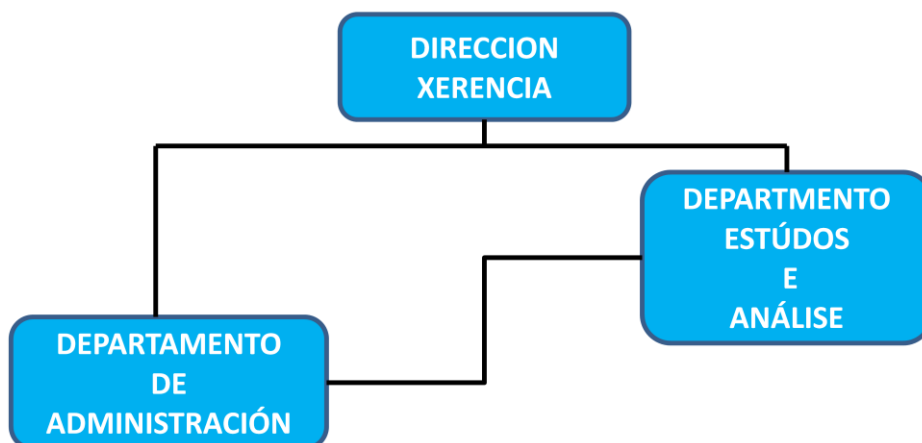 DIRECCION
XERENCIA
DEPARTMENTO
ESTÚDOS
E
ANÁLISE
DEPARTAMENTO
DE
ADMINISTRACIÓN